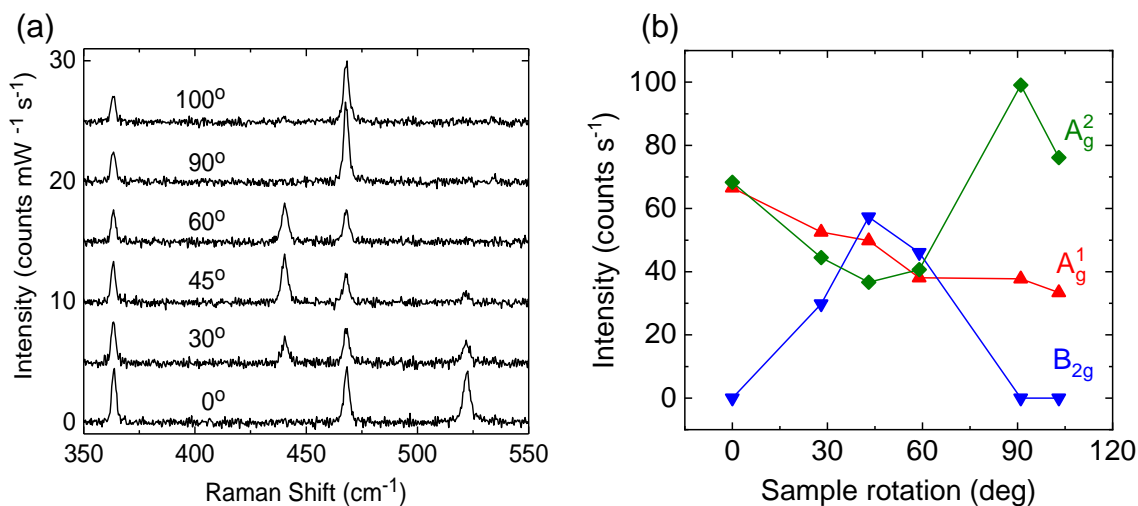 (a)
Intensity (counts mW ⁻¹ s⁻¹)
30
20
10
0
100º
90º
60º
45º
30º
0º
350 400 450 500 550
Raman Shift (cm⁻¹)
(b)
Intensity (counts s⁻¹)
100
80
60
40
20
0
A²g
A¹g
B₂g
0 30 60 90 120
Sample rotation (deg)